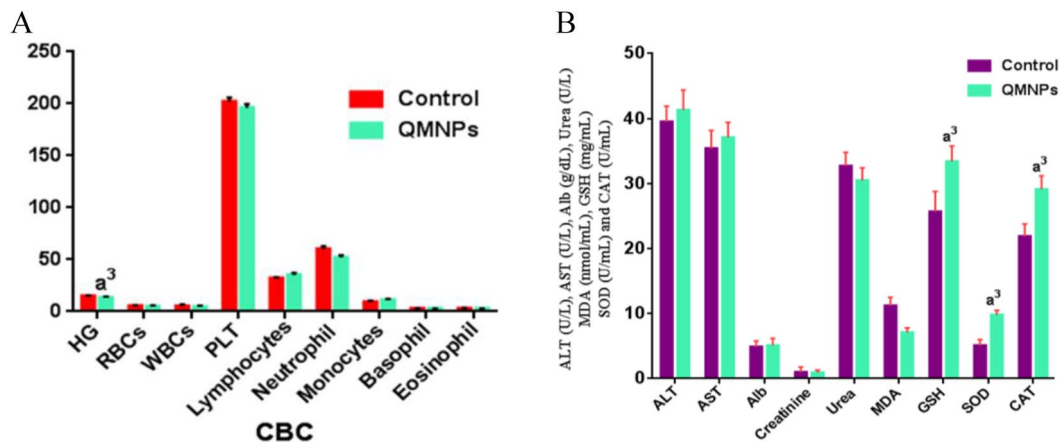 A
250
200
150
100
50
0
Control
QMNPs
a3
HG
RBCs
WBCs
PLT
Lymphocytes
Neutrophil
Monocytes
Basophil
Eosinophil
CBC
B
ALT (U/L), AST (U/L), Alb (g/dL), Urea (U/L)
MDA (nmol/mL), GSH (mg/mL)
SOD (U/mL) and CAT (U/mL)
50
40
30
20
10
0
Control
QMNPs
a3
a3
a3
ALT
AST
Alb
Creatinine
Urea
MDA
GSH
SOD
CAT